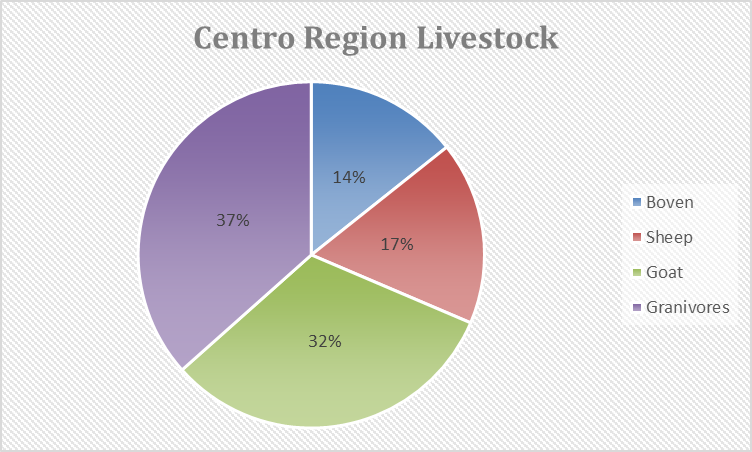 Centro Region Livestock
14%
17%
32%
37%
Boven
Sheep
Goat
Granivores